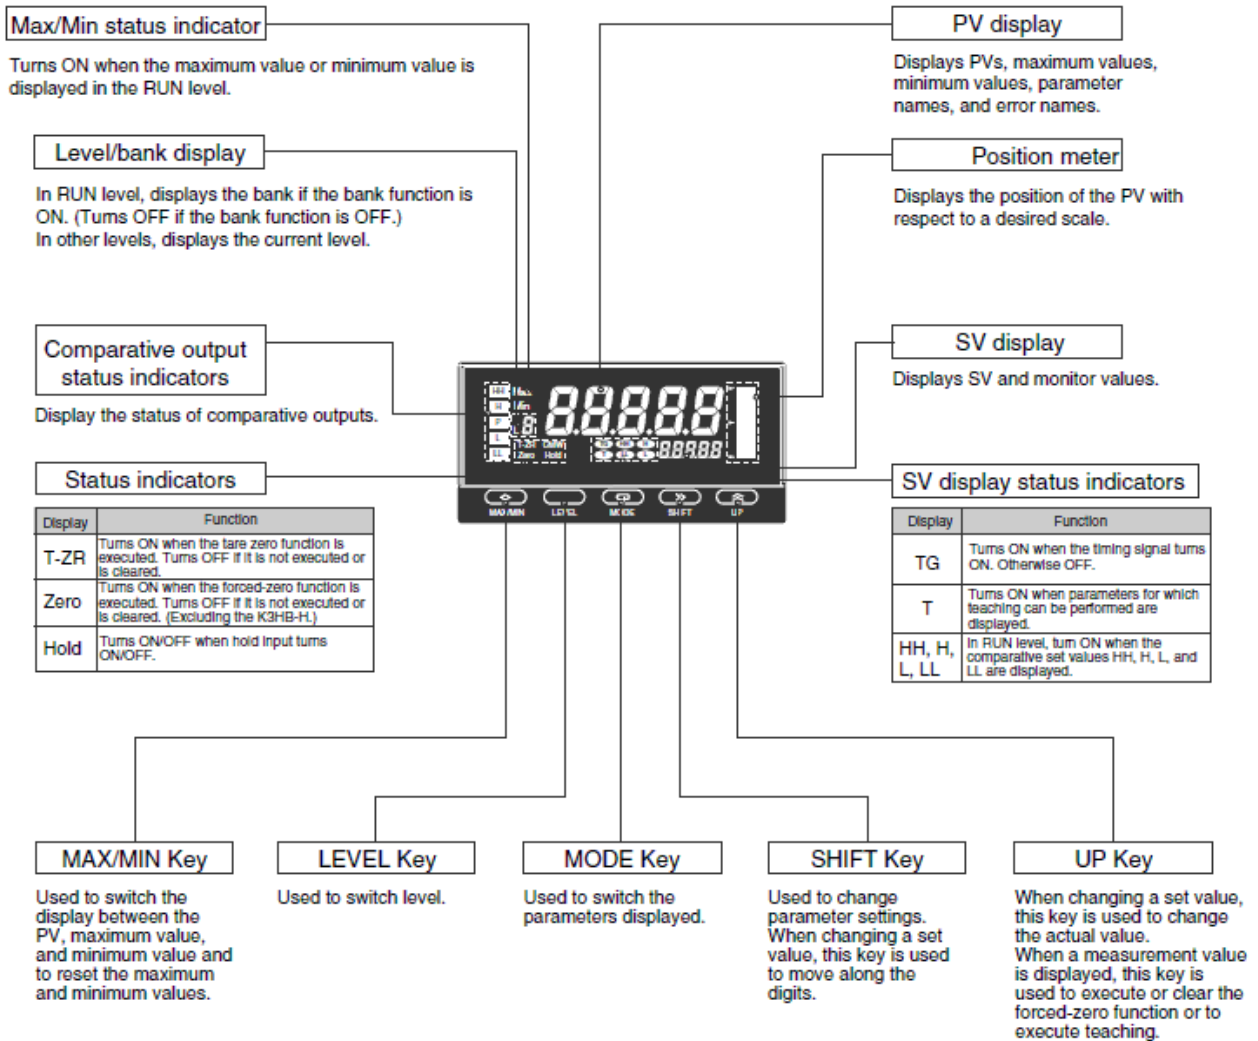 Max/Min status indicator
Turns ON when the maximum value or minimum value is
displayed in the RUN level.
PV display
Displays PVs, maximum values,
minimum values, parameter
names, and error names.
Level/bank display
In RUN level, displays the bank if the bank function is
ON. (Turns OFF if the bank function is OFF.)
In other levels, displays the current level.
Position meter
Displays the position of the PV with
respect to a desired scale.
Comparative output
status indicators
Display the status of comparative outputs.
SV display
Displays SV and monitor values.
HH
H
P
L
LL
Max
Min
8.8.8.8.8
T-ZR
Zero Hold
TG HH H
T LL L
MAX/MIN LEVEL MODE SHIFT UP
Status indicators
Display Function
T-ZR Turns ON when the tare zero function is
executed. Turns OFF if it is not executed or
is cleared.
Zero Turns ON when the forced-zero function is
executed. Turns OFF if it is not executed or
is cleared. (Excluding the K3HB-H.)
Hold Turns ON/OFF when hold input turns
ON/OFF.
SV display status indicators
Display Function
TG Turns ON when the timing signal turns
ON. Otherwise OFF.
T Turns ON when parameters for which
teaching can be performed are
displayed.
HH, H,
L, LL In RUN level, turn ON when the
comparative set values HH, H, L, and
LL are displayed.
MAX/MIN Key
Used to switch the
display between the
PV, maximum value,
and minimum value and
to reset the maximum
and minimum values.
LEVEL Key
Used to switch level.
MODE Key
Used to switch the
parameters displayed.
SHIFT Key
Used to change
parameter settings.
When changing a set
value, this key is used
to move along the
digits.
UP Key
When changing a set value,
this key is used to change
the actual value.
When a measurement value
is displayed, this key is
used to execute or clear the
forced-zero function or to
execute teaching.